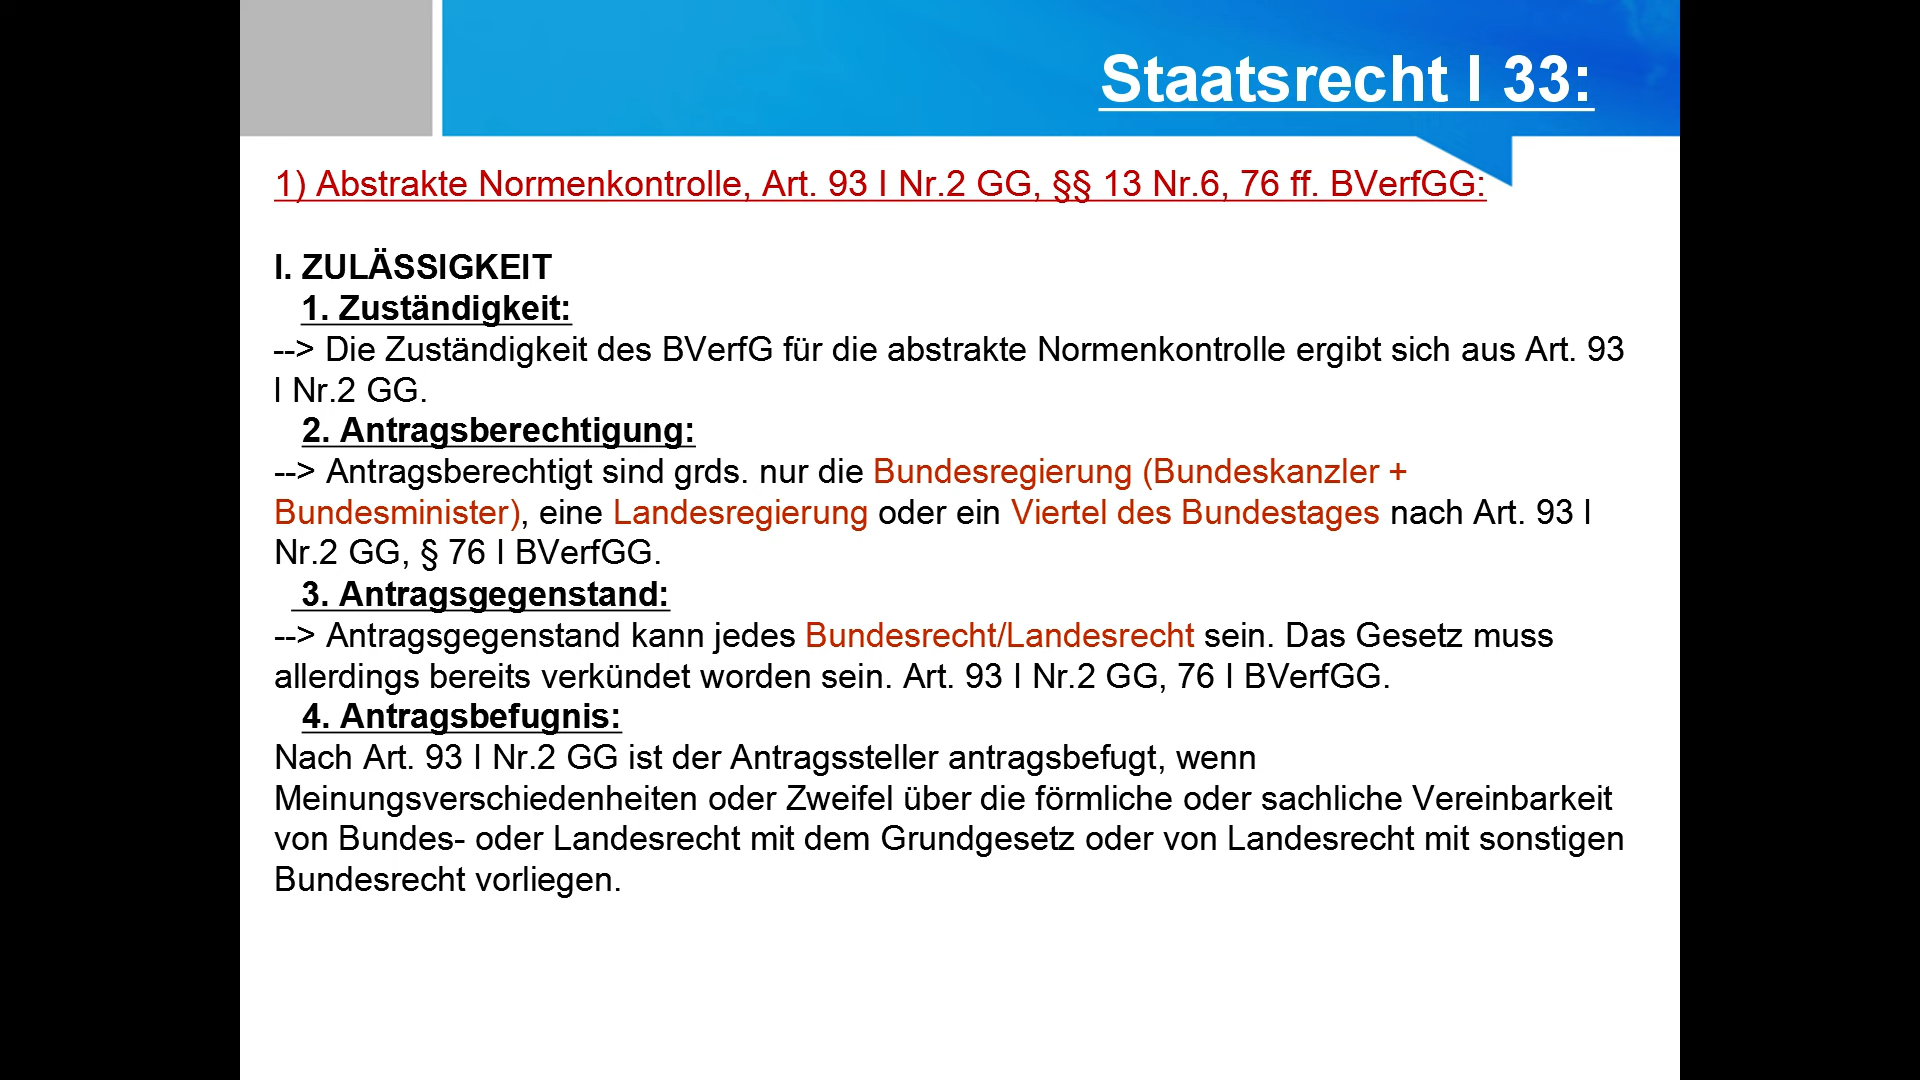 Staatsrecht I 33:
1) Abstrakte Normenkontrolle, Art. 93 I Nr.2 GG, §§ 13 Nr.6, 76 ff. BVerfGG:
I. ZULÄSSIGKEIT
1. Zuständigkeit:
--> Die Zuständigkeit des BVerfG für die abstrakte Normenkontrolle ergibt sich aus Art. 93
I Nr.2 GG.
2. Antragsberechtigung:
--> Antragsberechtigt sind grds. nur die Bundesregierung (Bundeskanzler +
Bundesminister), eine Landesregierung oder ein Viertel des Bundestages nach Art. 93 I
Nr.2 GG, § 76 I BVerfGG.
3. Antragsgegenstand:
--> Antragsgegenstand kann jedes Bundesrecht/Landesrecht sein. Das Gesetz muss
allerdings bereits verkündet worden sein. Art. 93 I Nr.2 GG, 76 I BVerfGG.
4. Antragsbefugnis:
Nach Art. 93 I Nr.2 GG ist der Antragssteller antragsbefugt, wenn
Meinungsverschiedenheiten oder Zweifel über die förmliche oder sachliche Vereinbarkeit
von Bundes- oder Landesrecht mit dem Grundgesetz oder von Landesrecht mit sonstigen
Bundesrecht vorliegen.